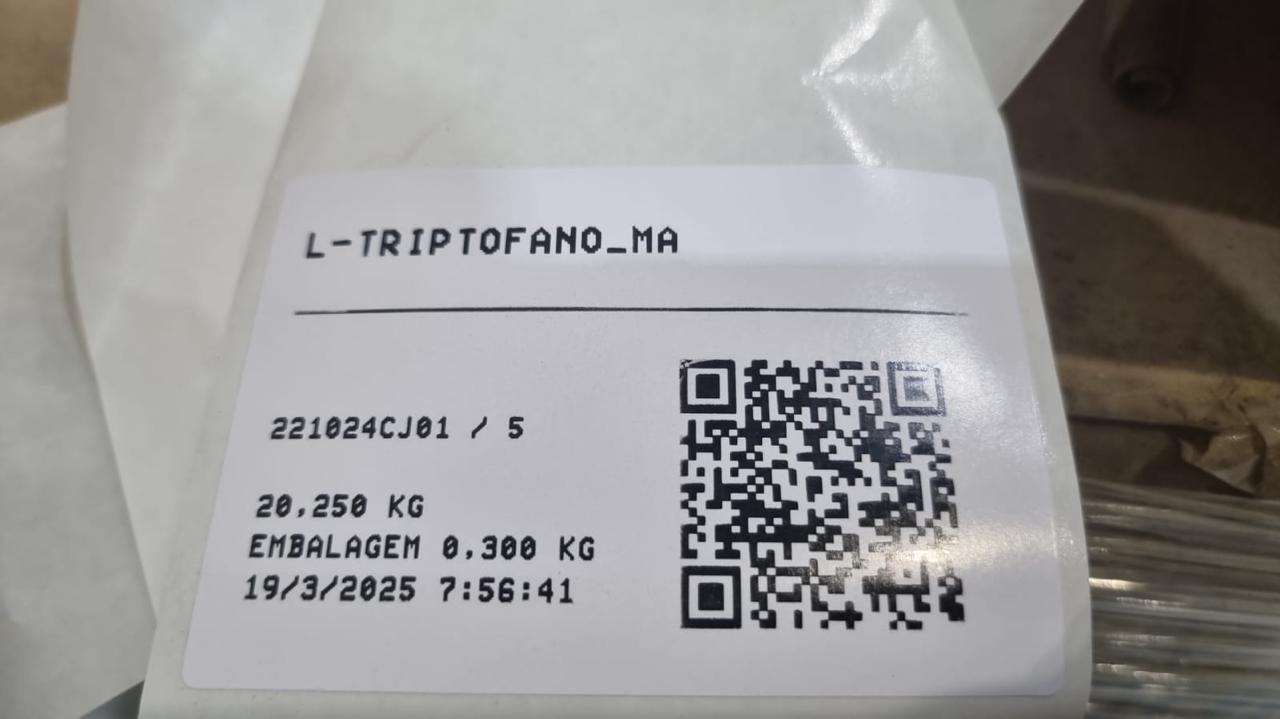 L-TRIPTOFANO_MA
221024CJ01 / 5
20,250 KG
EMBALAGEM 0,300 KG
19/3/2025 7:56:41